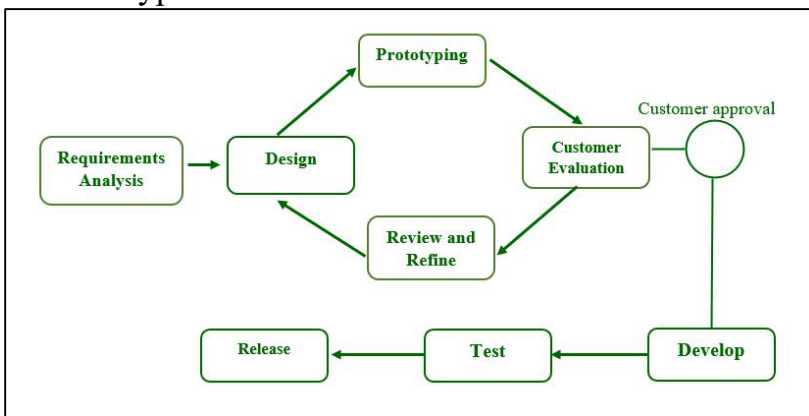 Prototyping
Customer approval
Requirements
Analysis
Design
Customer
Evaluation
Review and
Refine
Release
Test
Develop